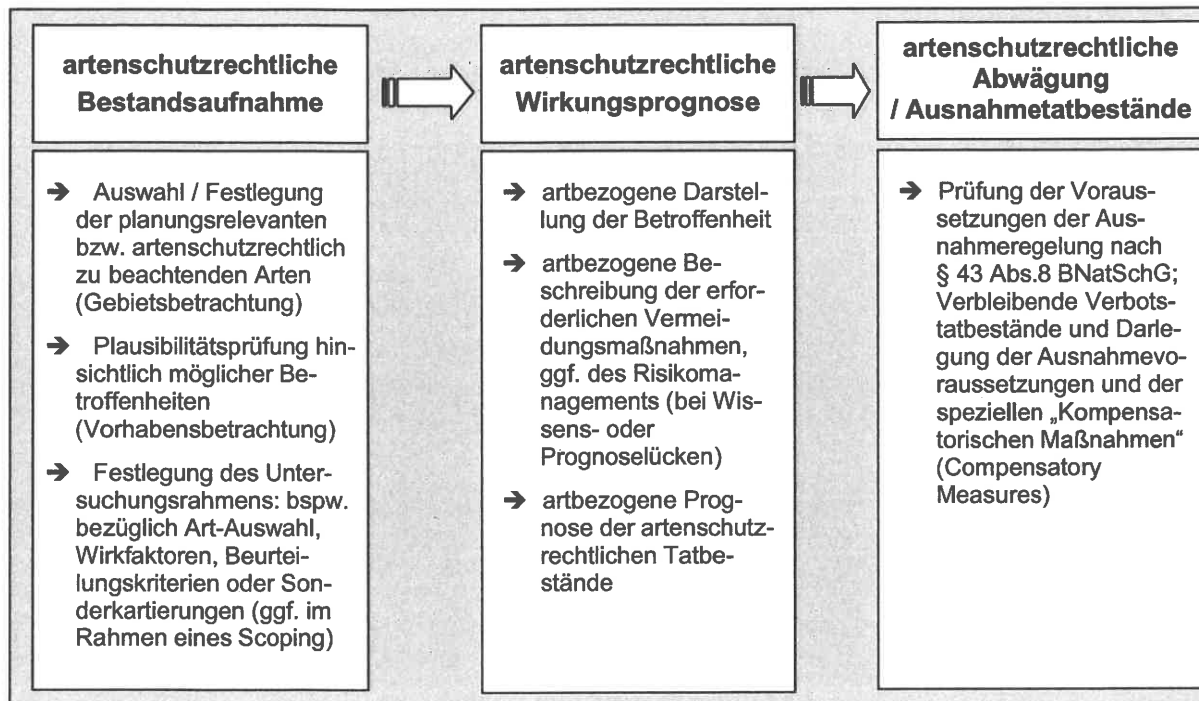 artenschutzrechtliche
Bestandsaufnahme
➔ Auswahl / Festlegung
der planungsrelevanten
bzw. artenschutzrechtlich
zu beachtenden Arten
(Gebietsbetrachtung)
➔ Plausibilitätsprüfung hin-
sichtlich möglicher Be-
troffenheiten
(Vorhabensbetrachtung)
➔ Festlegung des Unter-
suchungsrahmens: bspw.
bezüglich Art-Auswahl,
Wirkfaktoren, Beurtei-
lungskriterien oder Son-
derkartierungen (ggf. im
Rahmen eines Scoping)
artenschutzrechtliche
Wirkungsprognose
➔ artbezogene Darstel-
lung der Betroffenheit
➔ artbezogene Be-
schreibung der erfor-
derlichen Vermei-
dungsmaßnahmen,
ggf. des Risikoma-
nagements (bei Wis-
sens- oder
Prognoselücken)
➔ artbezogene Prog-
nose der artenschutz-
rechtlichen Tatbe-
stände
artenschutzrechtliche
Abwägung
/ Ausnahmetatbestände
➔ Prüfung der Voraus-
setzungen der Aus-
nahmeregelung nach
§ 43 Abs.8 BNatSchG;
Verbleibende Verbots-
tatbestände und Darle-
gung der Ausnahmevo-
raussetzungen und der
speziellen „Kompensa-
torischen Maßnahmen“
(Compensatory
Measures)